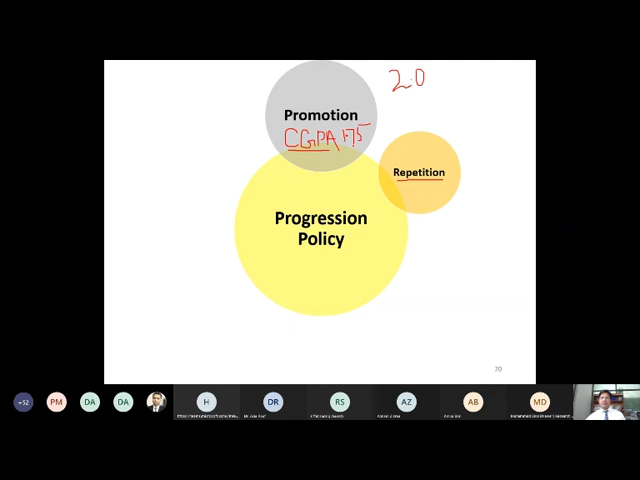 2.0
Promotion
CGPA 1.75
Repetition
Progression
Policy
70
+52
PM
DA
DA
H
DR
RS
AZ
AB
MD